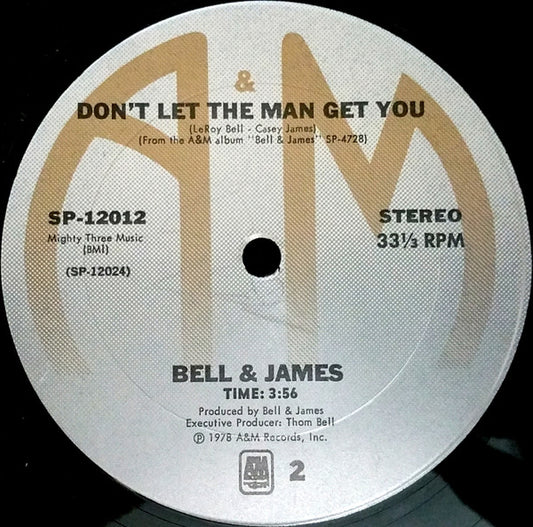 A&M
DON'T LET THE MAN GET YOU
(LeRoy Bell - Casey James)
(From the A&M album "Bell & James" SP-4728)
SP-12012
Mighty Three Music
(BMI)
(SP-12024)
STEREO
33⅓ RPM
BELL & JAMES
TIME: 3:56
Produced by Bell & James
Executive Producer: Thom Bell
℗ 1978 A&M Records, Inc.
A&M
2